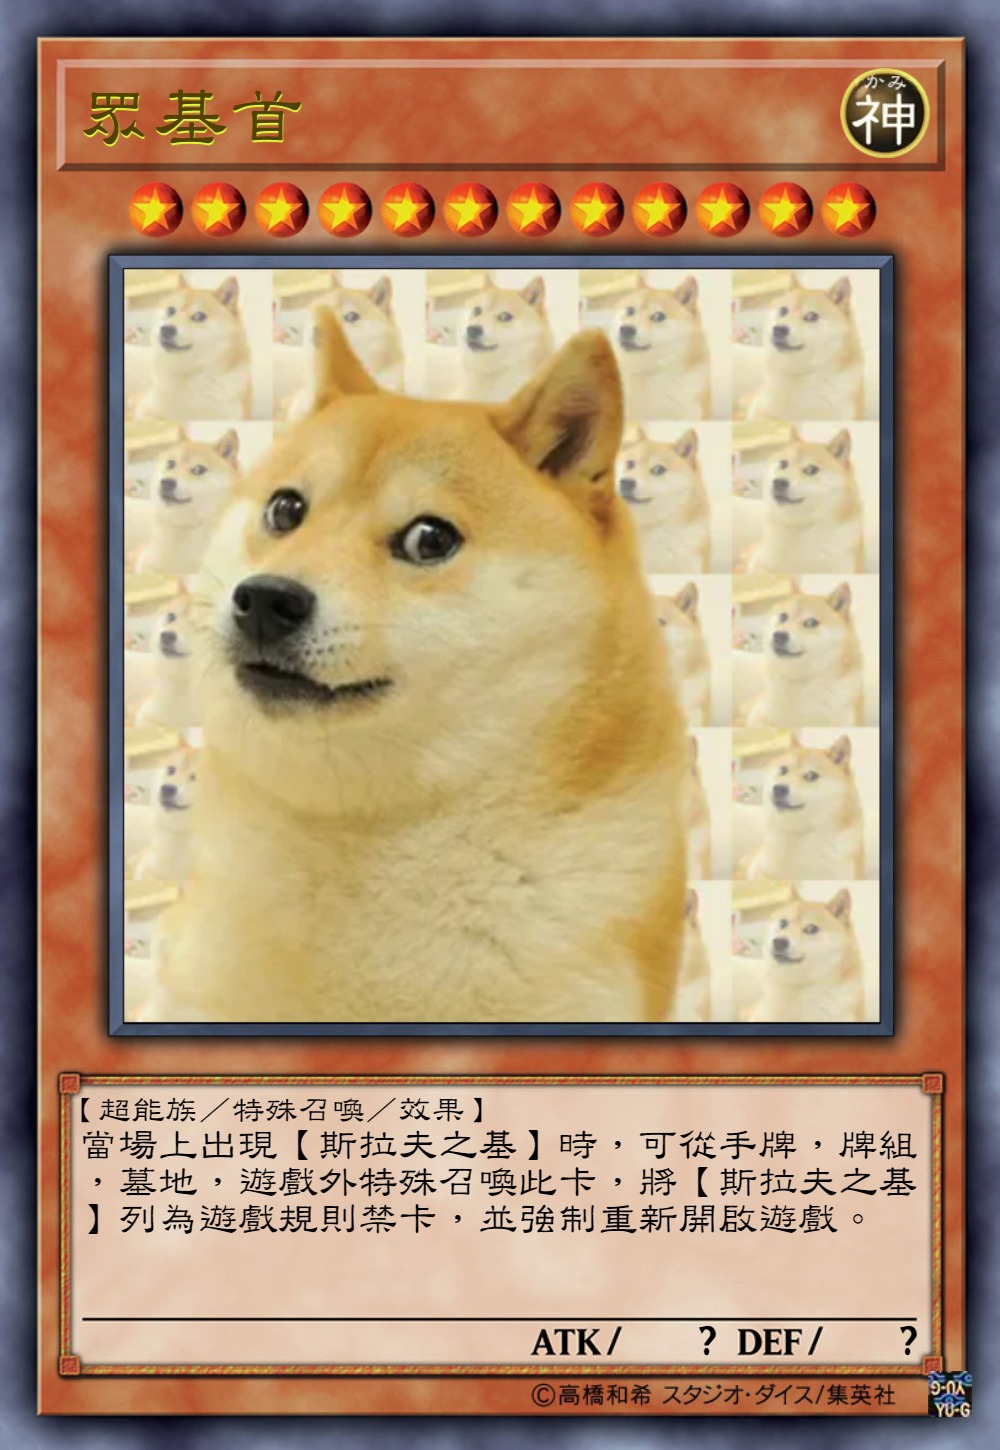 眾基首
かみ
神
【超能族／特殊召喚／效果】
當場上出現【斯拉夫之基】時，可從手牌，牌組
，墓地，遊戲外特殊召喚此卡，將【斯拉夫之基
】列為遊戲規則禁卡，並強制重新開啟遊戲。
ATK/ ? DEF/ ?
©高橋和希 スタジオ・ダイス/集英社
YU-G
YU-G